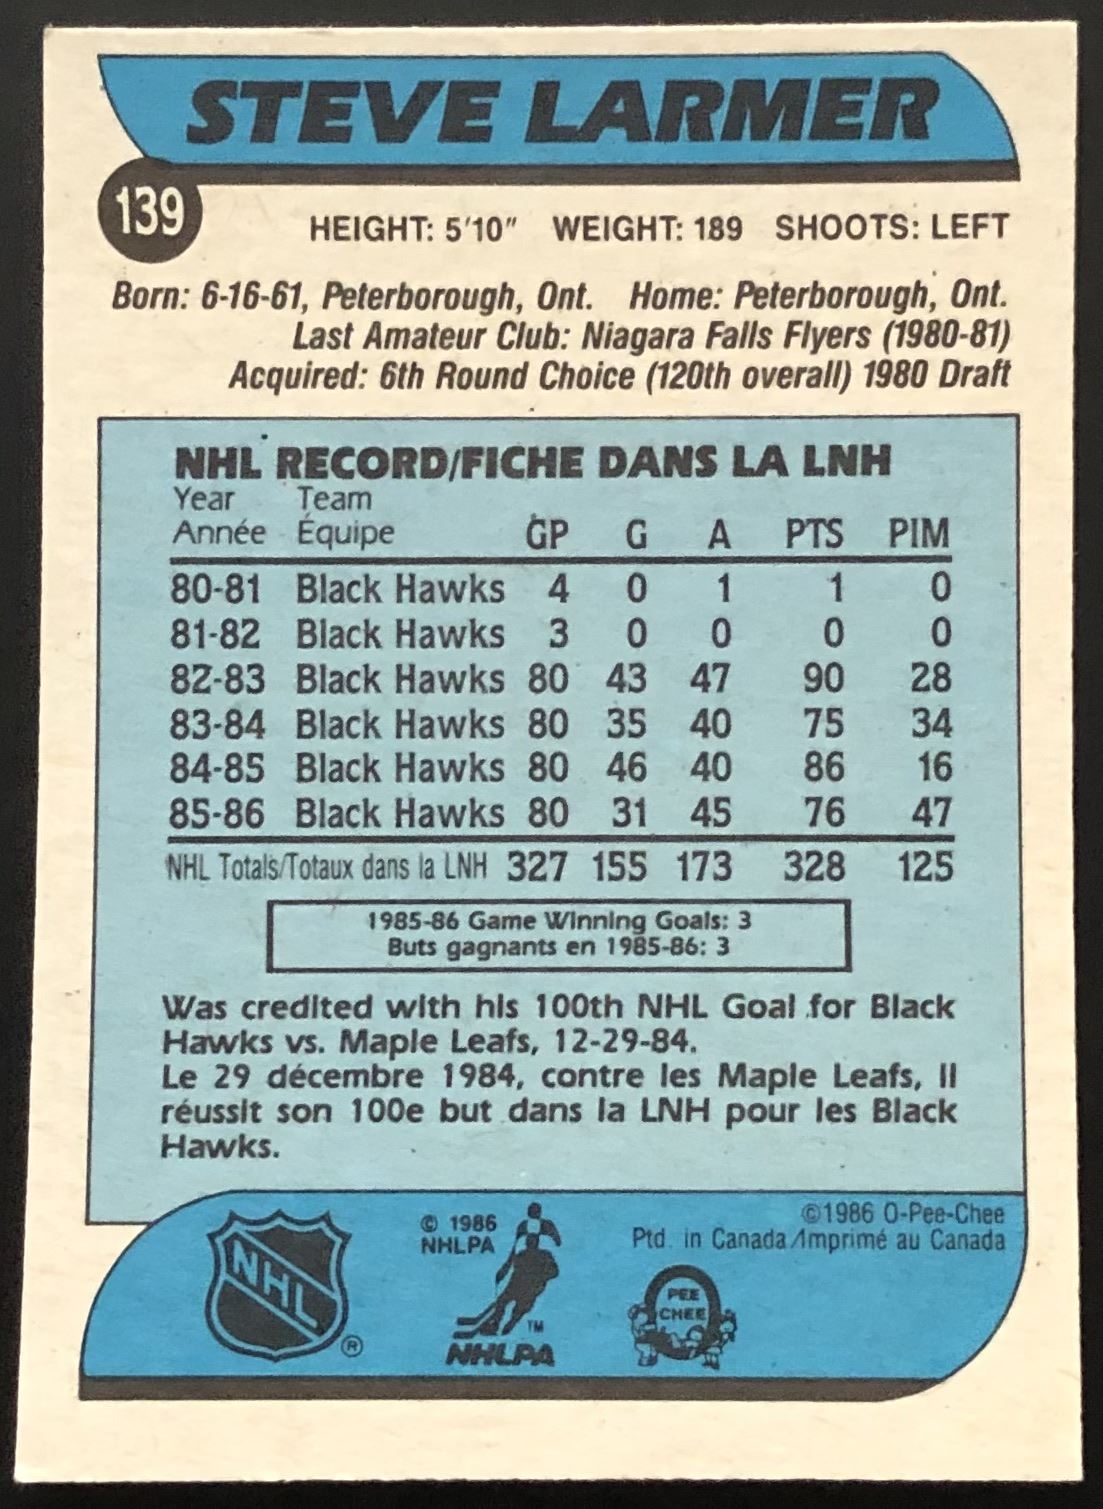 STEVE LARMER
139
HEIGHT: 5'10" WEIGHT: 189 SHOOTS: LEFT
Born: 6-16-61, Peterborough, Ont. Home: Peterborough, Ont.
Last Amateur Club: Niagara Falls Flyers (1980-81)
Acquired: 6th Round Choice (120th overall) 1980 Draft
NHL RECORD/FICHE DANS LA LNH
Year Team
Année Équipe GP G A PTS PIM
80-81 Black Hawks 4 0 1 1 0
81-82 Black Hawks 3 0 0 0 0
82-83 Black Hawks 80 43 47 90 28
83-84 Black Hawks 80 35 40 75 34
84-85 Black Hawks 80 46 40 86 16
85-86 Black Hawks 80 31 45 76 47
NHL Totals/Totaux dans la LNH 327 155 173 328 125
1985-86 Game Winning Goals: 3
Buts gagnants en 1985-86: 3
Was credited with his 100th NHL Goal for Black
Hawks vs. Maple Leafs, 12-29-84.
Le 29 décembre 1984, contre les Maple Leafs, il
réussit son 100e but dans la LNH pour les Black
Hawks.
©1986 O-Pee-Chee
Ptd. in Canada/Imprimé au Canada
© 1986
NHLPA
NHL
®
TM
NHLPA
PEE
CHEE